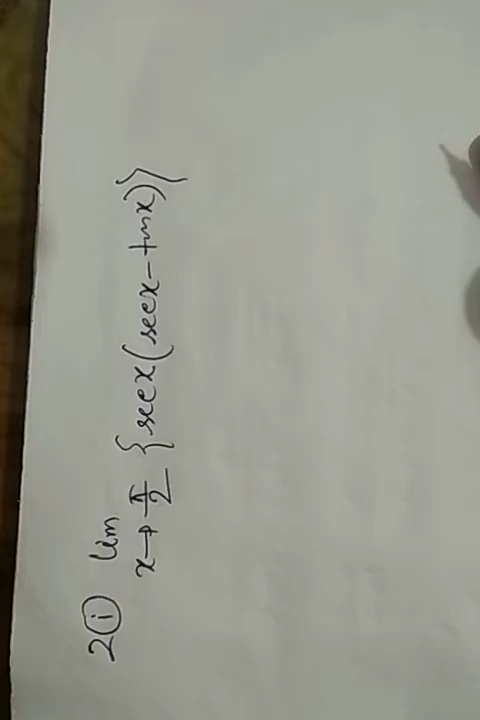 2(i) lim {secx(secx-tanx)}
x→π/2